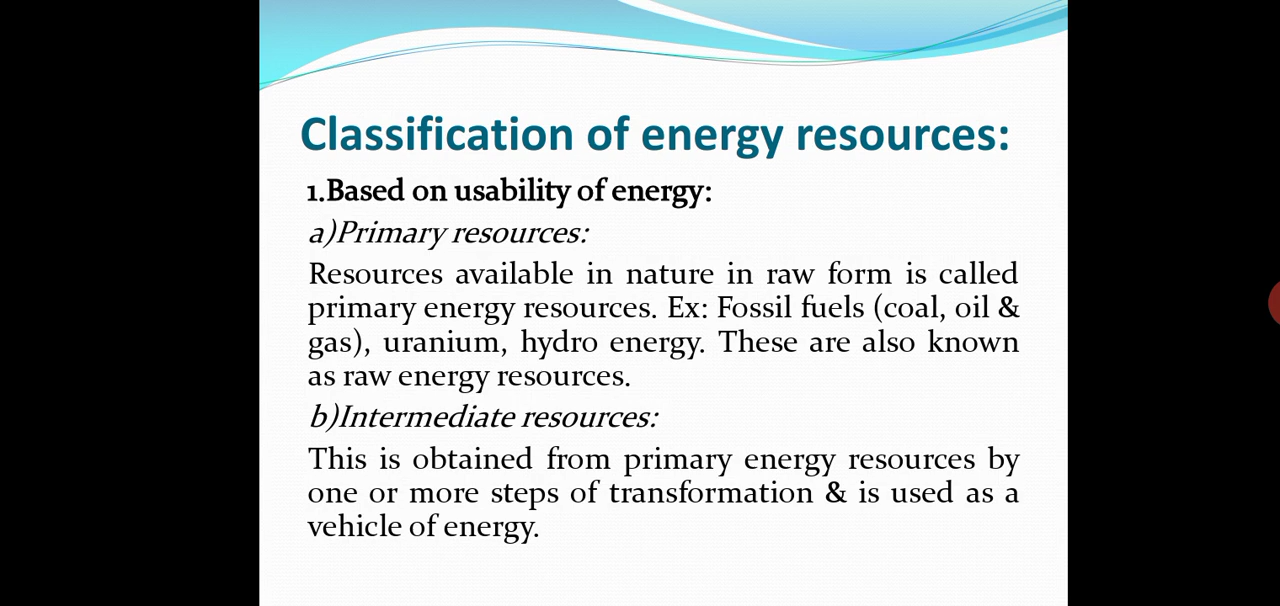 Classification of energy resources:
1.Based on usability of energy:
a)Primary resources:
Resources available in nature in raw form is called
primary energy resources. Ex: Fossil fuels (coal, oil &
gas), uranium, hydro energy. These are also known
as raw energy resources.
b)Intermediate resources:
This is obtained from primary energy resources by
one or more steps of transformation & is used as a
vehicle of energy.